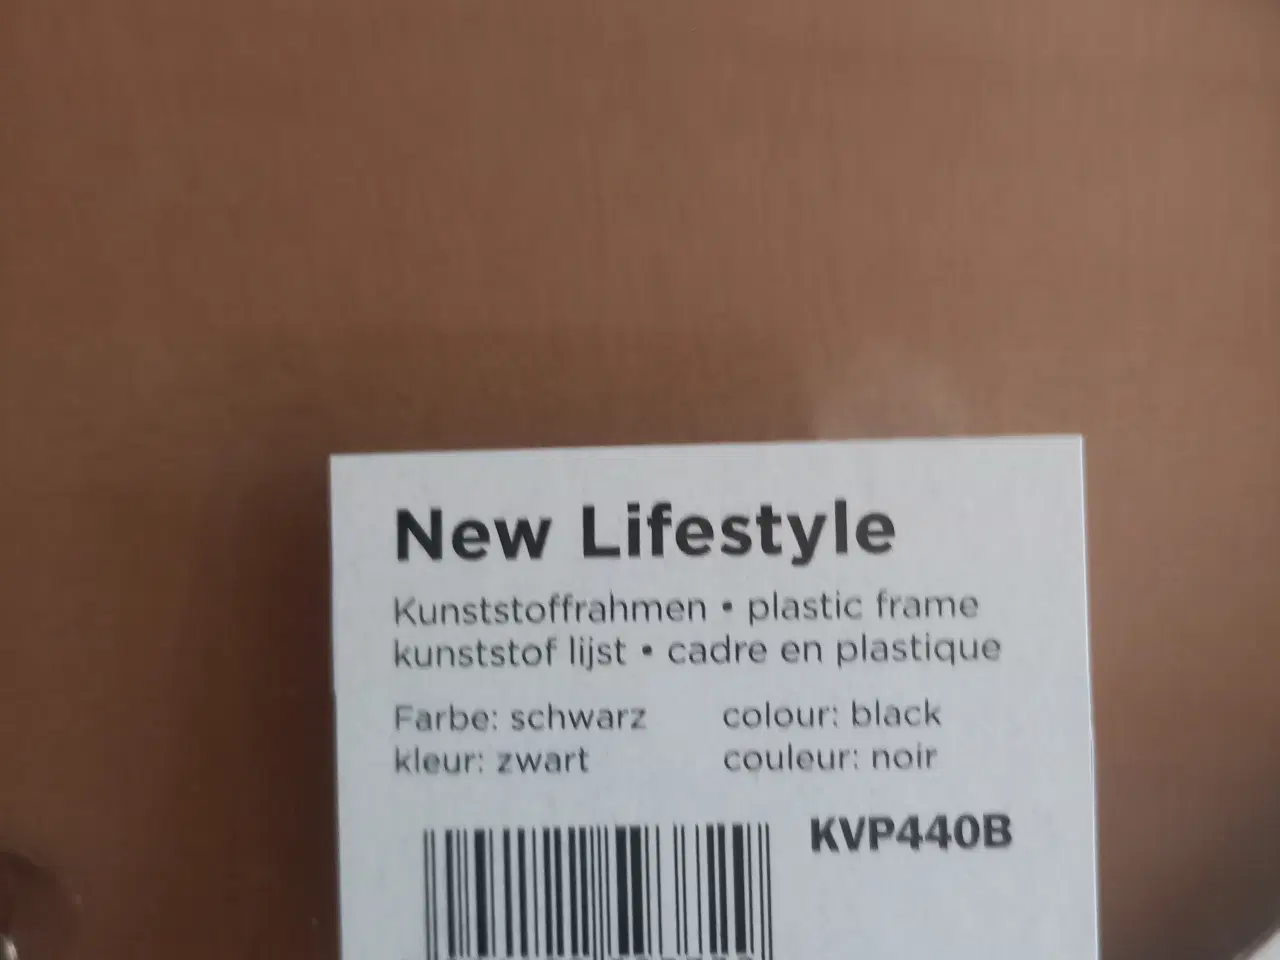 New Lifestyle
Kunststoffrahmen • plastic frame
kunststof lijst • cadre en plastique
Farbe: schwarz colour: black
kleur: zwart couleur: noir
KVP440B